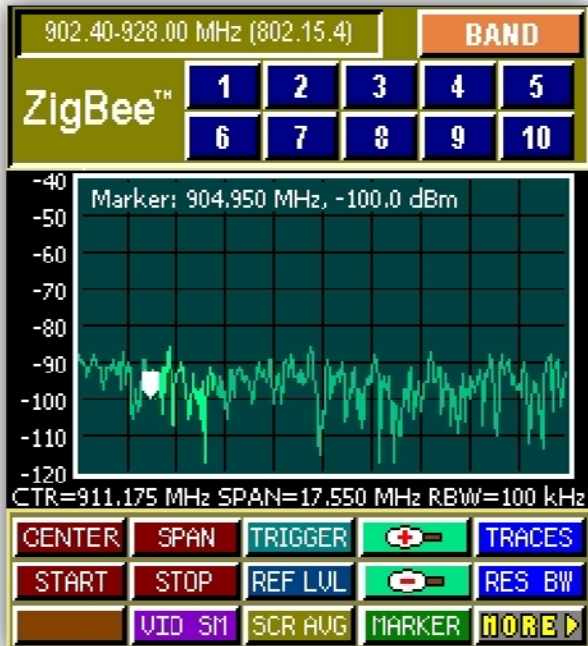 902.40-928.00 MHz (802.15.4)
BAND
ZigBee™
1 2 3 4 5
6 7 8 9 10
Marker: 904.950 MHz, -100.0 dBm
-40
-50
-60
-70
-80
-90
-100
-110
-120
CTR=911.175 MHz SPAN=17.550 MHz RBW=100 kHz
CENTER SPAN TRIGGER + TRACES
START STOP REF LVL - RES BW
VID SM SCR AVG MARKER MORE